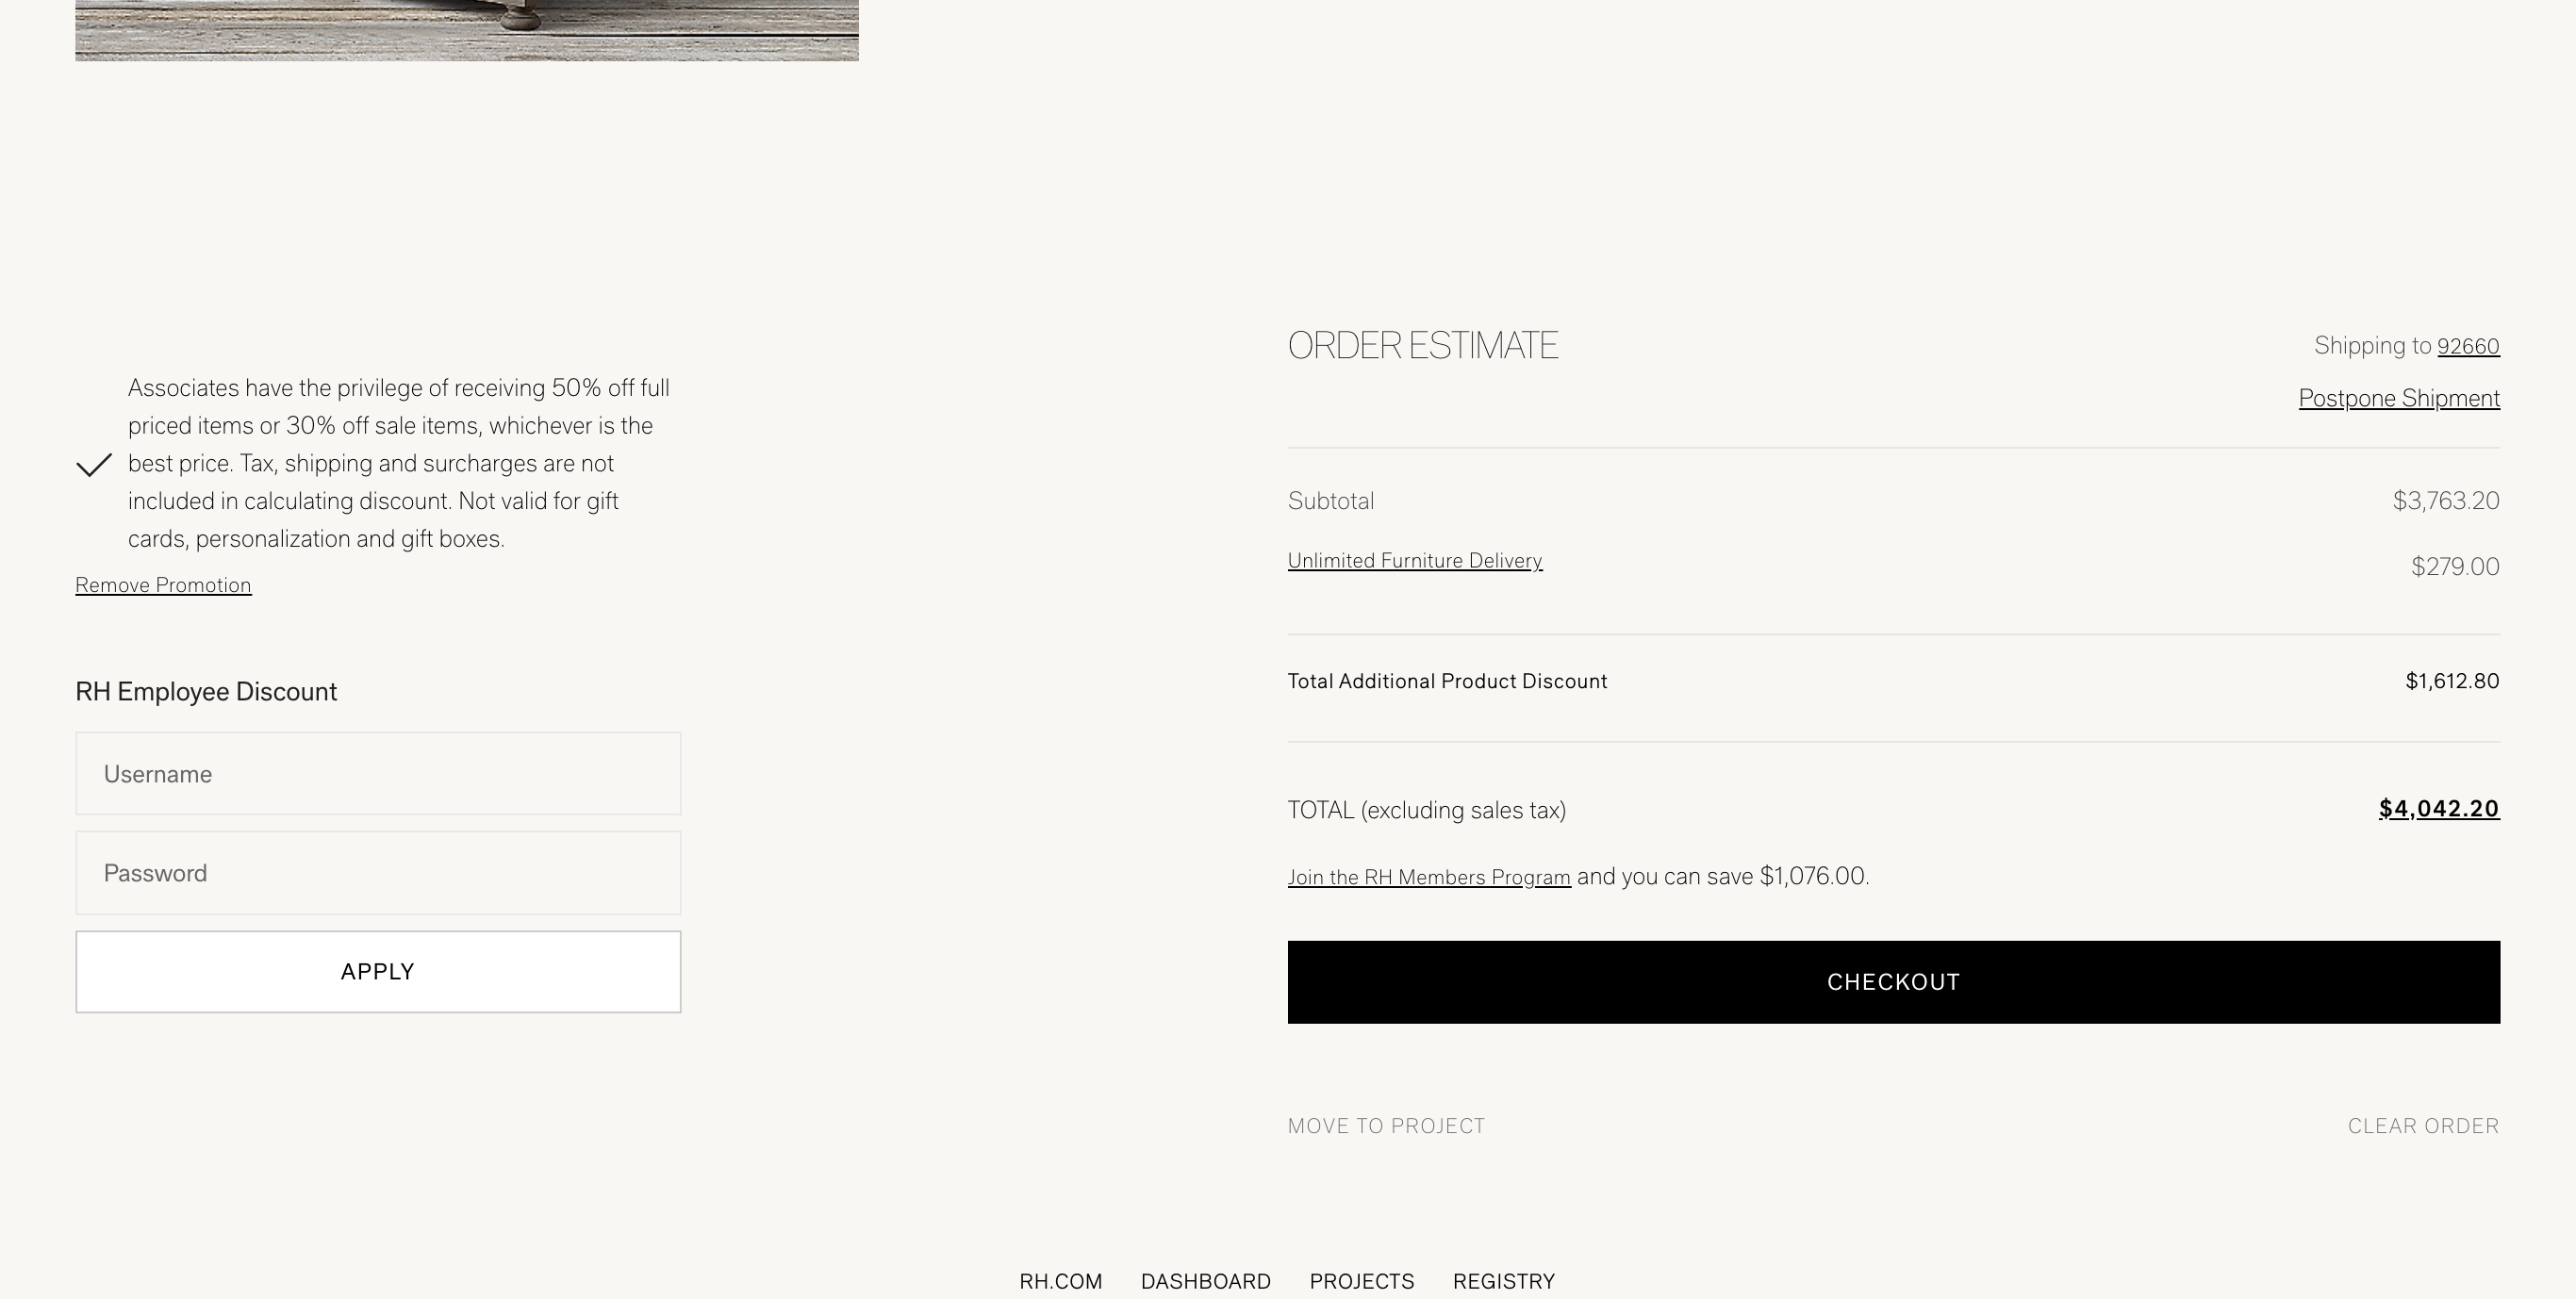 Associates have the privilege of receiving 50% off full
priced items or 30% off sale items, whichever is the
best price. Tax, shipping and surcharges are not
included in calculating discount. Not valid for gift
cards, personalization and gift boxes.
Remove Promotion
RH Employee Discount
Username
Password
APPLY
ORDER ESTIMATE
Shipping to 92660
Postpone Shipment
Subtotal $3,763.20
Unlimited Furniture Delivery $279.00
Total Additional Product Discount $1,612.80
TOTAL (excluding sales tax) $4,042.20
Join the RH Members Program and you can save $1,076.00.
CHECKOUT
MOVE TO PROJECT CLEAR ORDER
RH.COM DASHBOARD PROJECTS REGISTRY